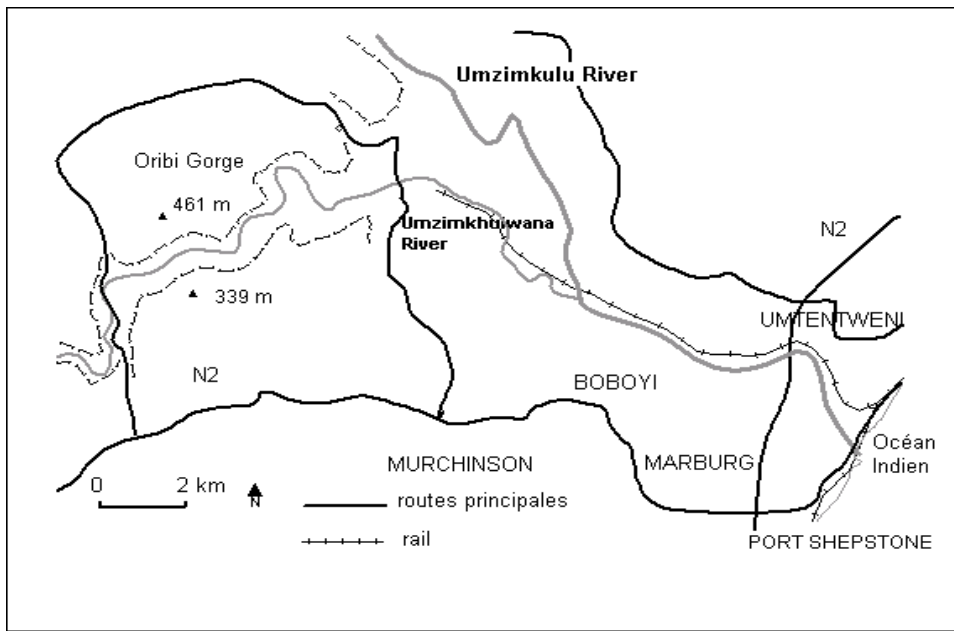 Umzimkulu River
Oribi Gorge
461 m
Umzimkhulwana
River
N2
339 m
UMTENTWENI
N2
BOBOYI
Océan
Indien
MURCHINSON
MARBURG
0 2 km
N
routes principales
rail
PORT SHEPSTONE